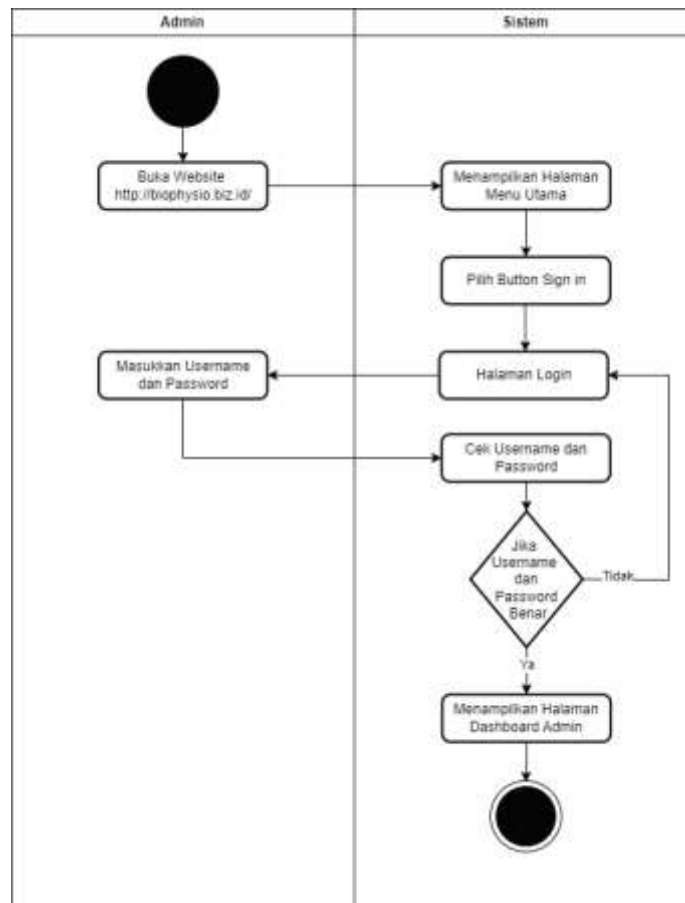 Admin
Sistem
Buka Website
http://biophysio.biz.id/
Menampilkan Halaman
Menu Utama
Pilih Button Sign in
Masukkan Username
dan Password
Halaman Login
Cek Username dan
Password
Jika
Username
dan
Password
Benar
Tidak
Ya
Menampilkan Halaman
Dashboard Admin